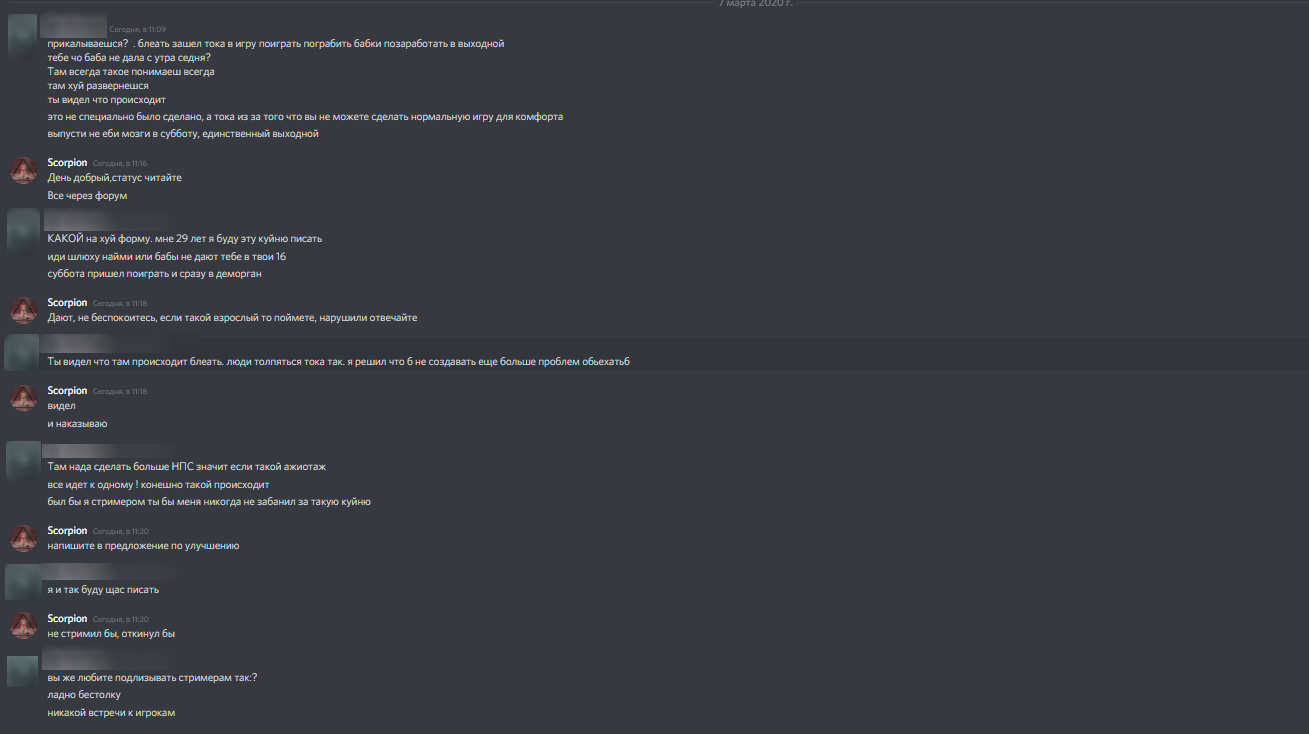 7 марта 2020 г.
Сегодня, в 11:09
прикалываешся? . блеать зашел тока в игру поиграть пограбить бабки позаработать в выходной
тебе чо баба не дала с утра седня?
Там всегда такое понимаеш всегда
там хуй развернешся
ты видел что происходит
это не специально было сделано, а тока из за того что вы не можете сделать нормальную игру для комфорта
выпусти не еби мозги в субботу, единственный выходной
Scorpion Сегодня, в 11:16
День добрый,статус читайте
Все через форум
КАКОЙ на хуй форму. мне 29 лет я буду эту куйню писать
иди шлюху найми или бабы не дают тебе в твои 16
суббота пришел поиграть и сразу в деморган
Scorpion Сегодня, в 11:18
Дают, не беспокоитесь, если такой взрослый то поймете, нарушили отвечайте
Ты видел что там происходит блеать. люди толпяться тока так. я решил что б не создавать еще больше проблем обьехатьб
Scorpion Сегодня, в 11:18
видел
и наказываю
Там нада сделать больше НПС значит если такой ажиотаж
все идет к одному ! конешно такой происходит
был бы я стримером ты бы меня никогда не забанил за такую куйню
Scorpion Сегодня, в 11:20
напишите в предложение по улучшению
я и так буду щас писать
Scorpion Сегодня, в 11:20
не стримил бы, откинул бы
вы же любите подлизывать стримерам так:?
ладно бестолку
никакой встречи к игрокам